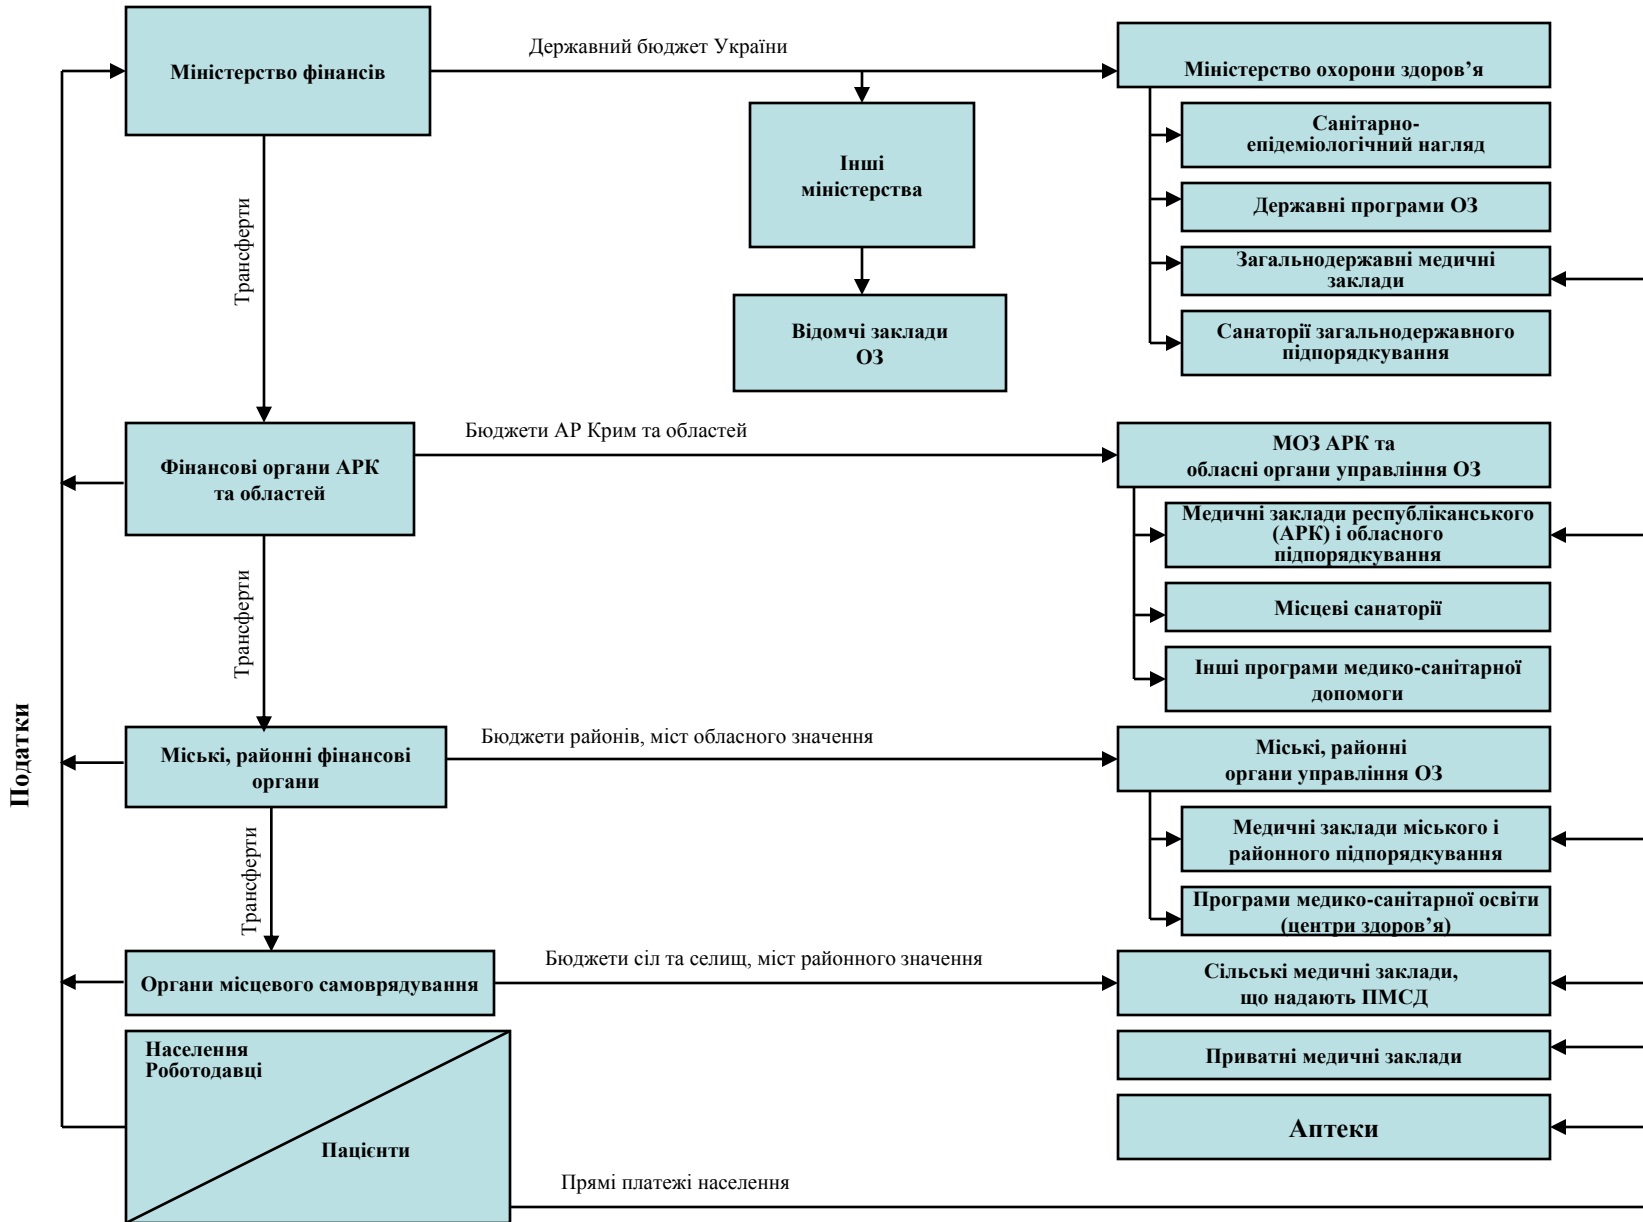 Державний бюджет України
Міністерство фінансів
Міністерство охорони здоров’я
Санітарно-
епідеміологічний нагляд
Інші
міністерства
Державні програми ОЗ
Трансферти
Загальнодержавні медичні
заклади
Відомчі заклади
ОЗ
Санаторії загальнодержавного
підпорядкування
Бюджети АР Крим та областей
Фінансові органи АРК
та областей
МОЗ АРК та
обласні органи управління ОЗ
Медичні заклади республіканського
(АРК) і обласного
підпорядкування
Трансферти
Місцеві санаторії
Інші програми медико-санітарної
допомоги
Податки
Бюджети районів, міст обласного значення
Міські, районні фінансові
органи
Міські, районні
органи управління ОЗ
Трансферти
Медичні заклади міського і
районного підпорядкування
Програми медико-санітарної освіти
(центри здоров’я)
Бюджети сіл та селищ, міст районного значення
Органи місцевого самоврядування
Сільські медичні заклади,
що надають ПМСД
Населення
Роботодавці
Приватні медичні заклади
Пацієнти
Аптеки
Прямі платежі населення